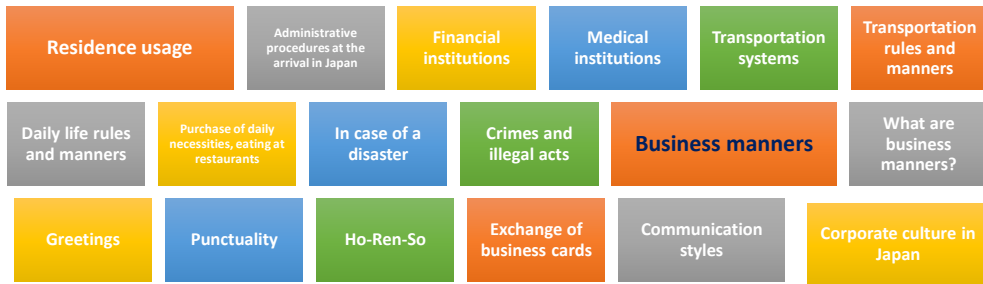 Residence usage
Administrative
procedures at the
arrival in Japan
Financial
institutions
Medical
institutions
Transportation
systems
Transportation
rules and
manners
Daily life rules
and manners
Purchase of daily
necessities, eating at
restaurants
In case of a
disaster
Crimes and
illegal acts
Business manners
What are
business
manners?
Greetings
Punctuality
Ho-Ren-So
Exchange of
business cards
Communication
styles
Corporate culture in
Japan